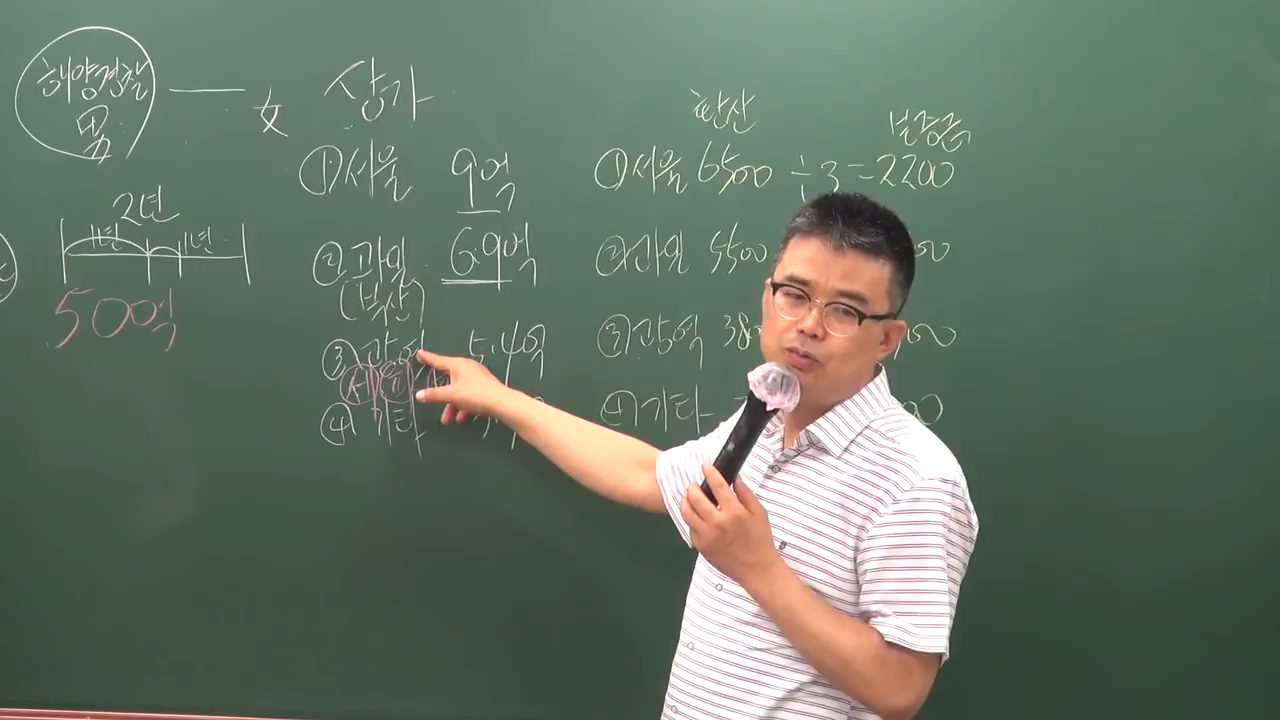 해양경찰
男
女
2년
1년 1년
50억
상가
①서울 9억
②과밀 6.9억
(부산)
③광역 5.4억
④기타
환산 보증금
①서울 6500 ÷3=2200
②과밀 5500
③광역 380
④기타